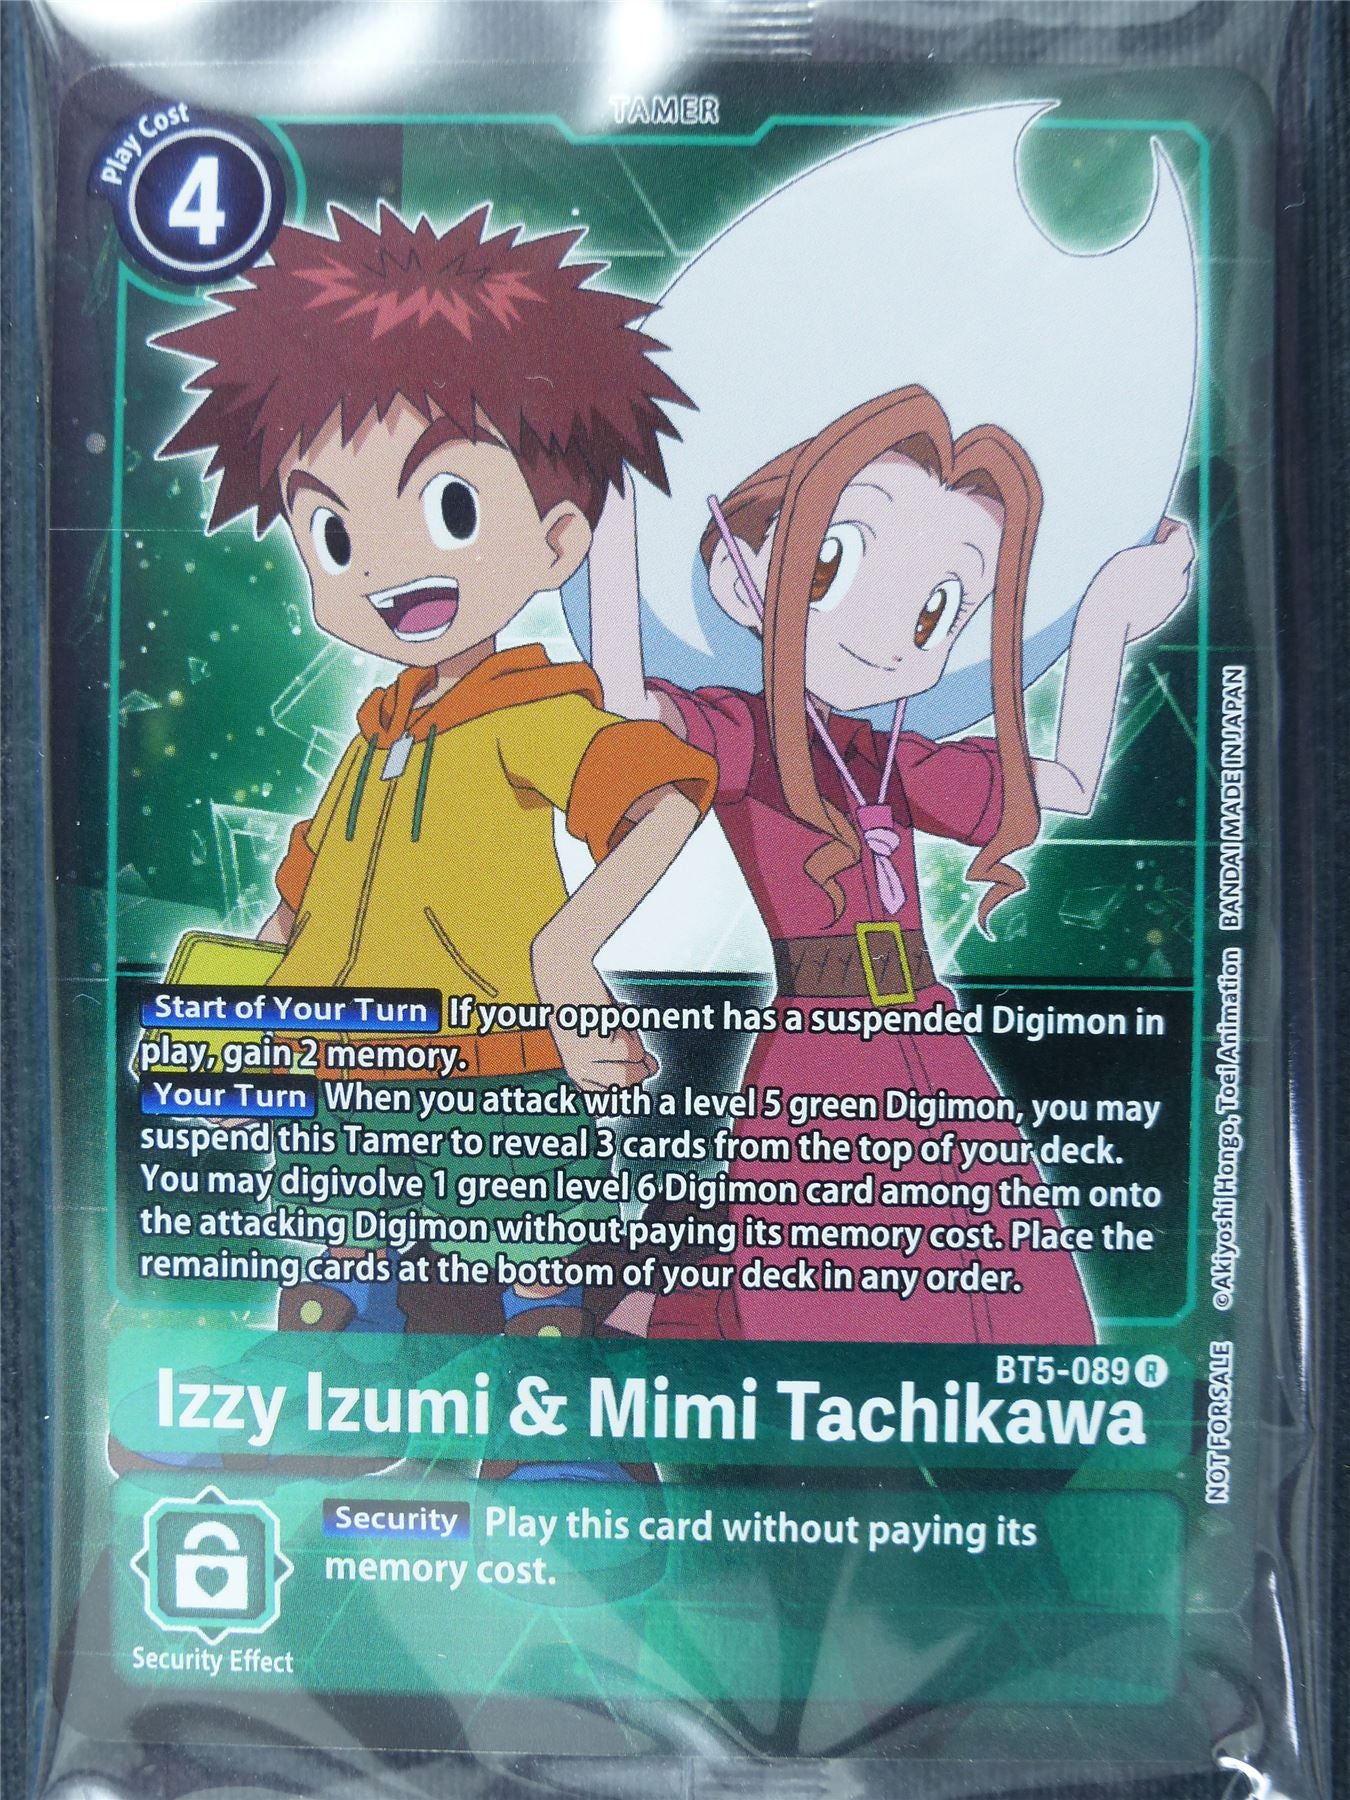 TAMER
Play Cost
4
Start of Your Turn If your opponent has a suspended Digimon in
play, gain 2 memory.
Your Turn When you attack with a level 5 green Digimon, you may
suspend this Tamer to reveal 3 cards from the top of your deck.
You may digivolve 1 green level 6 Digimon card among them onto
the attacking Digimon without paying its memory cost. Place the
remaining cards at the bottom of your deck in any order.
BT5-089 R
Izzy Izumi & Mimi Tachikawa
Security Play this card without paying its
memory cost.
Security Effect
NOT FOR SALE ©Akiyoshi Hongo, Toei Animation BANDAI MADE IN JAPAN